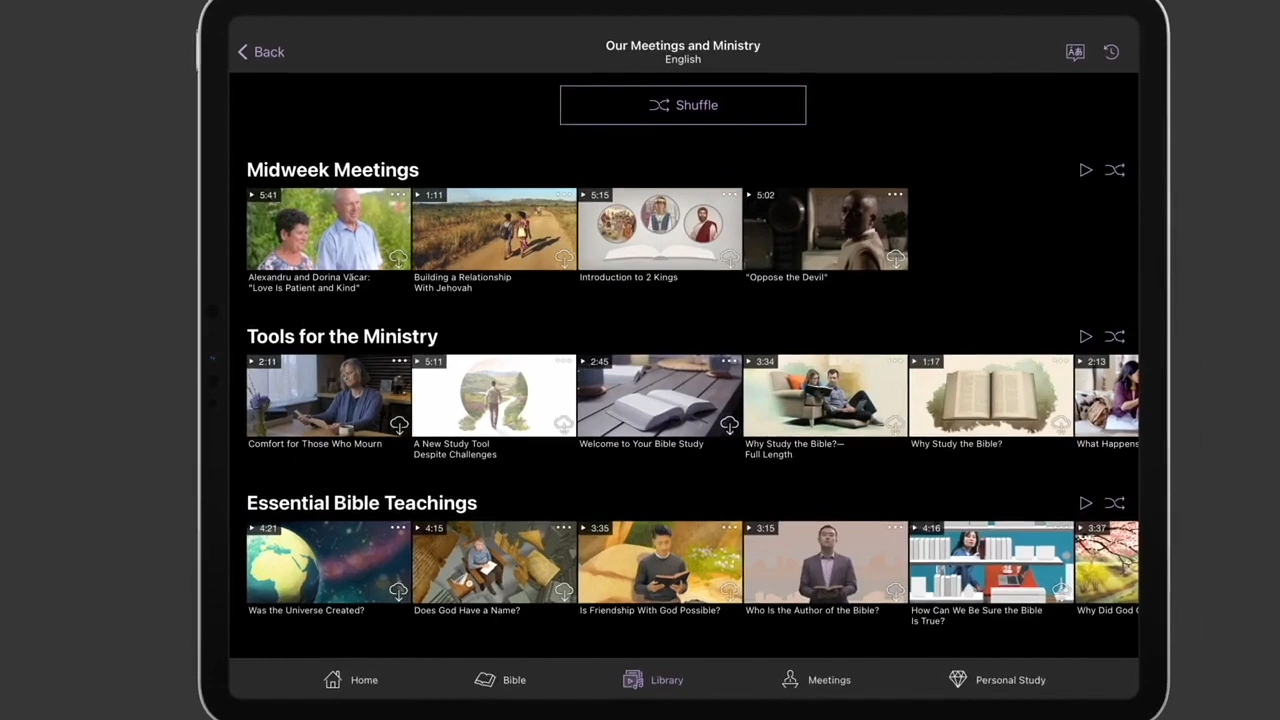 Back
Our Meetings and Ministry
English
Shuffle
Midweek Meetings
5:41
1:11
5:15
5:02
Alexandru and Dorina Văcar:
"Love Is Patient and Kind"
Building a Relationship
With Jehovah
Introduction to 2 Kings
"Oppose the Devil"
Tools for the Ministry
2:11
5:11
2:45
3:34
1:17
2:13
Comfort for Those Who Mourn
A New Study Tool
Despite Challenges
Welcome to Your Bible Study
Why Study the Bible?—
Full Length
Why Study the Bible?
What Happens
Essential Bible Teachings
4:21
4:15
3:35
3:15
4:16
3:37
Was the Universe Created?
Does God Have a Name?
Is Friendship With God Possible?
Who Is the Author of the Bible?
How Can We Be Sure the Bible
Is True?
Why Did God
Home
Bible
Library
Meetings
Personal Study